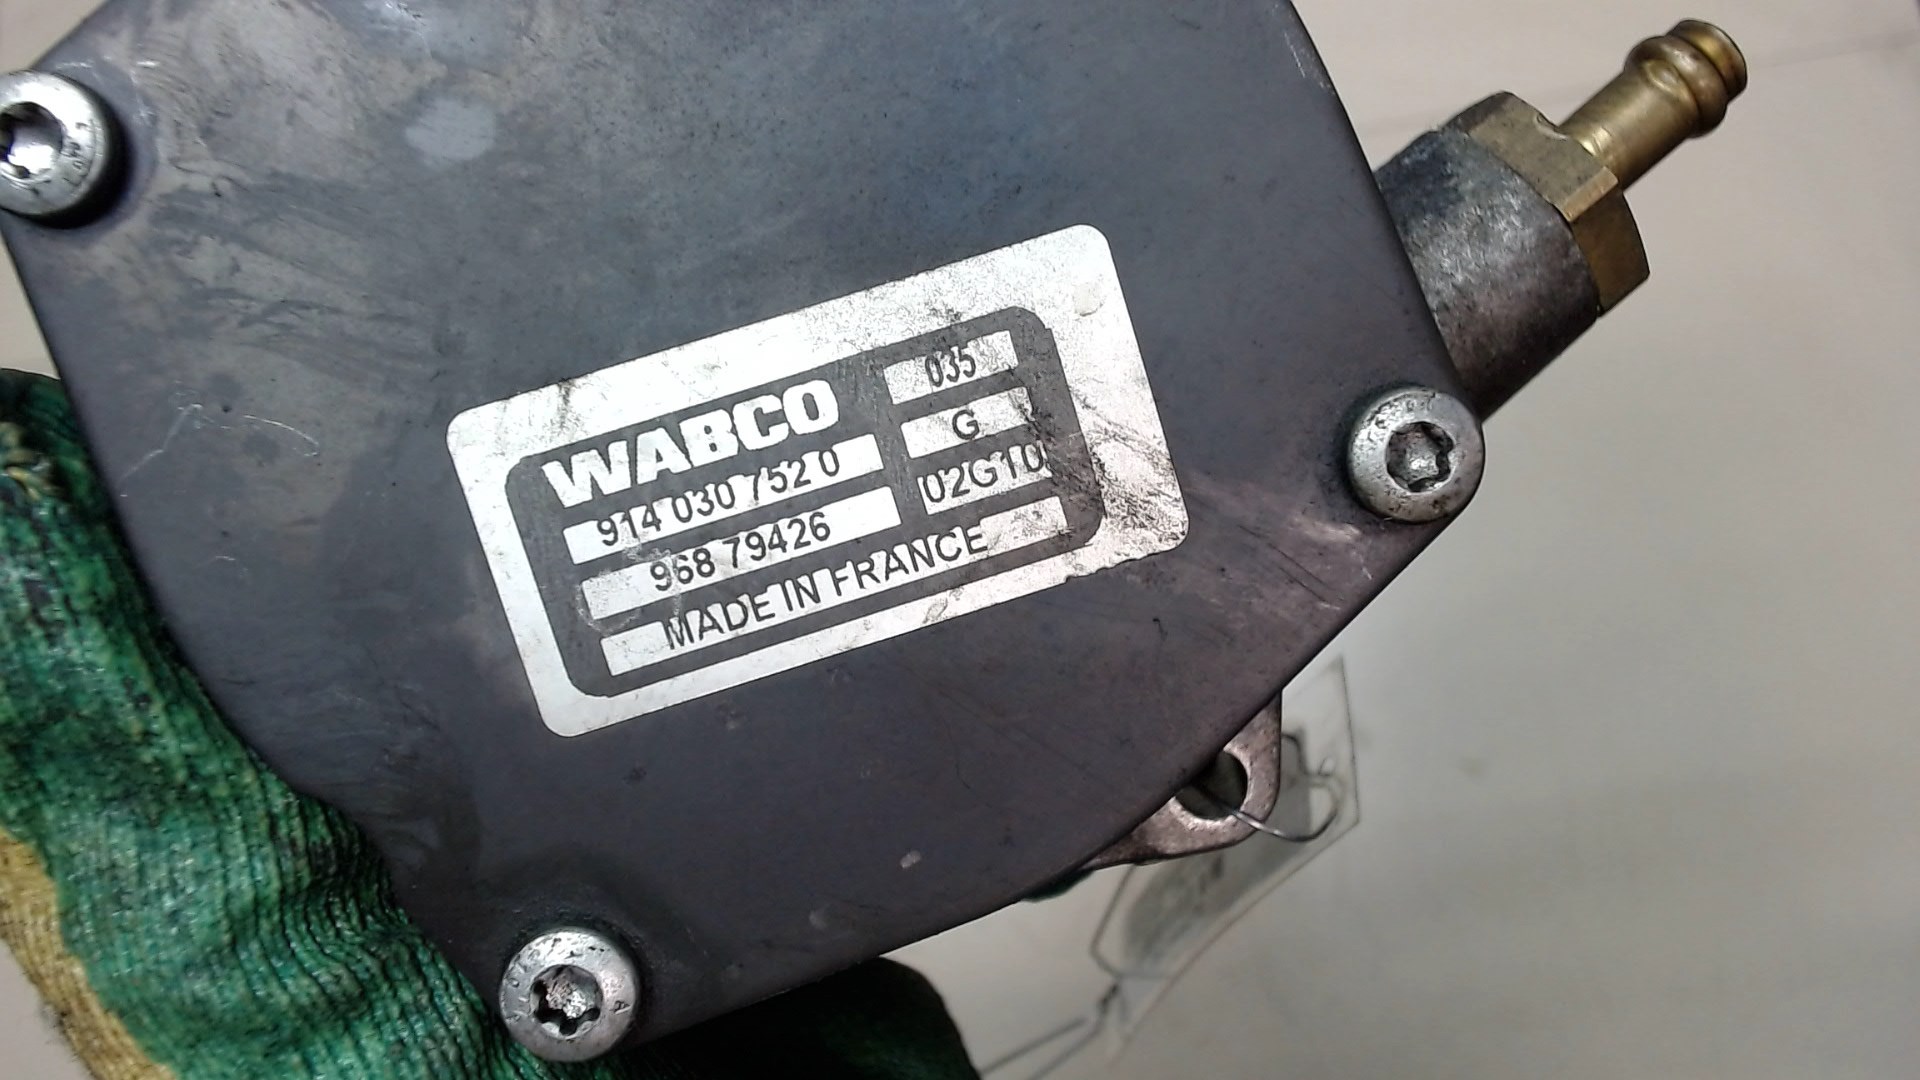 WABCO
035
914 030 752 0
G
968 79426
02G10
MADE IN FRANCE